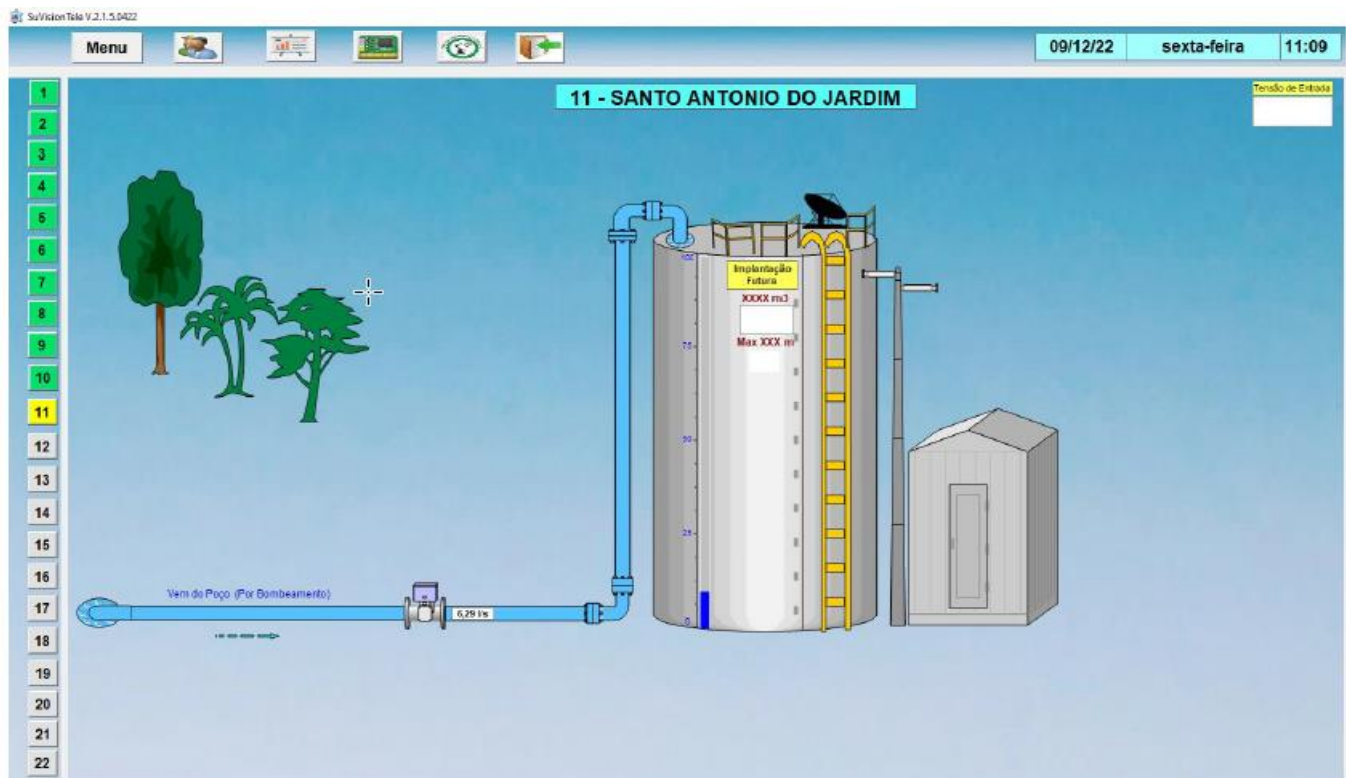 SuVisionTele V.2.1.5.0422
Menu
09/12/22 sexta-feira 11:09
11 - SANTO ANTONIO DO JARDIM
Tensão de Entrada
1
2
3
4
5
6
7
8
9
10
11
12
13
14
15
16
17
18
19
20
21
22
100
75
50
25
0
Implantação
Futura
XXXX m3
Max XXX m
Vem do Poço (Por Bombeamento)
6,29 l/s